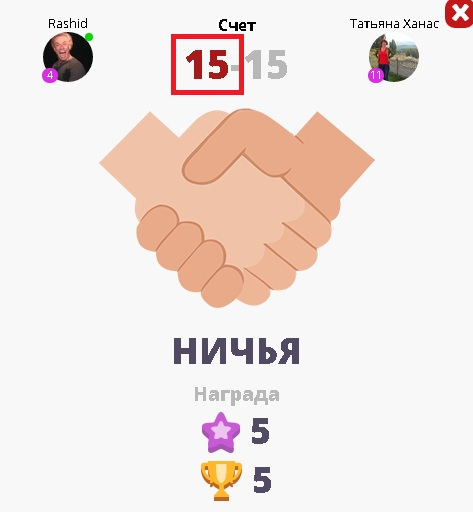 Rashid
Счет
Татьяна Ханас
15-15
4
11
НИЧЬЯ
Награда
5
5